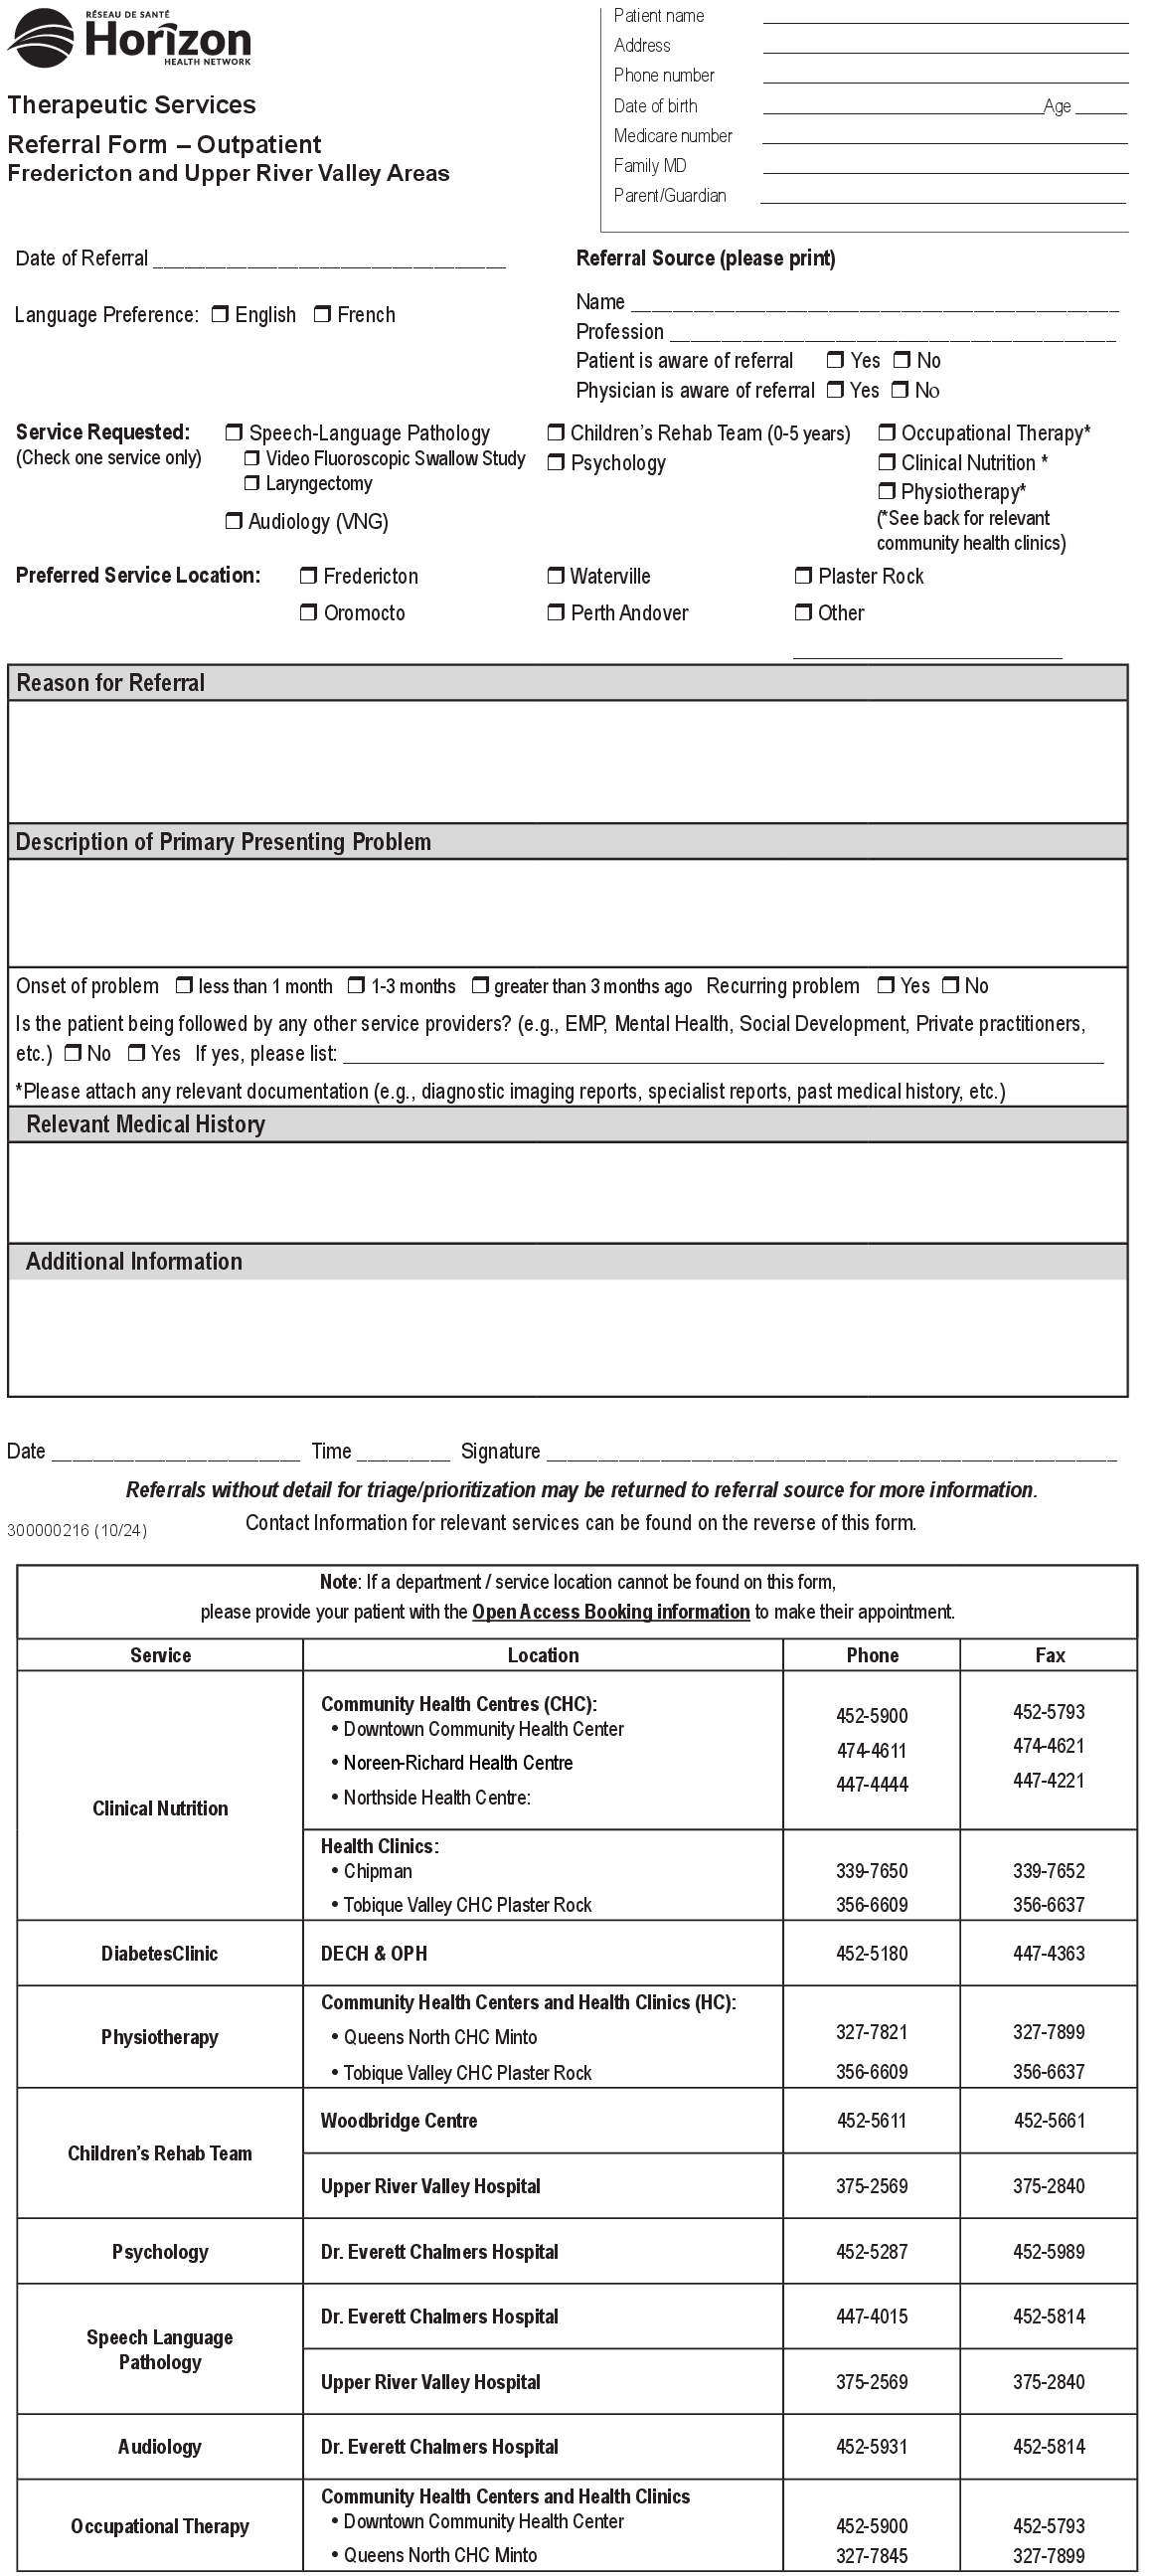 RÉSEAU DE SANTÉ
Horizon
HEALTH NETWORK
Therapeutic Services
Referral Form – Outpatient
Fredericton and Upper River Valley Areas
Patient name
Address
Phone number
Date of birth Age
Medicare number
Family MD
Parent/Guardian
Date of Referral
Language Preference: ❒ English ❒ French
Referral Source (please print)
Name
Profession
Patient is aware of referral ❒ Yes ❒ No
Physician is aware of referral ❒ Yes ❒ No
Service Requested:
(Check one service only)
❒ Speech-Language Pathology
❒ Video Fluoroscopic Swallow Study
❒ Laryngectomy
❒ Audiology (VNG)
❒ Children's Rehab Team (0-5 years)
❒ Psychology
❒ Occupational Therapy*
❒ Clinical Nutrition *
❒ Physiotherapy*
(*See back for relevant
community health clinics)
Preferred Service Location: ❒ Fredericton ❒ Waterville ❒ Plaster Rock
❒ Oromocto ❒ Perth Andover ❒ Other
Reason for Referral
Description of Primary Presenting Problem
Onset of problem ❒ less than 1 month ❒ 1-3 months ❒ greater than 3 months ago Recurring problem ❒ Yes ❒ No
Is the patient being followed by any other service providers? (e.g., EMP, Mental Health, Social Development, Private practitioners,
etc.) ❒ No ❒ Yes If yes, please list:
*Please attach any relevant documentation (e.g., diagnostic imaging reports, specialist reports, past medical history, etc.)
Relevant Medical History
Additional Information
Date Time Signature
Referrals without detail for triage/prioritization may be returned to referral source for more information.
300000216 (10/24)
Contact Information for relevant services can be found on the reverse of this form.
Note: If a department / service location cannot be found on this form,
please provide your patient with the Open Access Booking information to make their appointment.
Service Location Phone Fax
Clinical Nutrition
Community Health Centres (CHC):
• Downtown Community Health Center 452-5900 452-5793
• Noreen-Richard Health Centre 474-4611 474-4621
• Northside Health Centre: 447-4444 447-4221
Health Clinics:
• Chipman 339-7650 339-7652
• Tobique Valley CHC Plaster Rock 356-6609 356-6637
DiabetesClinic DECH & OPH 452-5180 447-4363
Physiotherapy
Community Health Centers and Health Clinics (HC):
• Queens North CHC Minto 327-7821 327-7899
• Tobique Valley CHC Plaster Rock 356-6609 356-6637
Children's Rehab Team
Woodbridge Centre 452-5611 452-5661
Upper River Valley Hospital 375-2569 375-2840
Psychology Dr. Everett Chalmers Hospital 452-5287 452-5989
Speech Language
Pathology
Dr. Everett Chalmers Hospital 447-4015 452-5814
Upper River Valley Hospital 375-2569 375-2840
Audiology Dr. Everett Chalmers Hospital 452-5931 452-5814
Occupational Therapy
Community Health Centers and Health Clinics
• Downtown Community Health Center 452-5900 452-5793
• Queens North CHC Minto 327-7845 327-7899